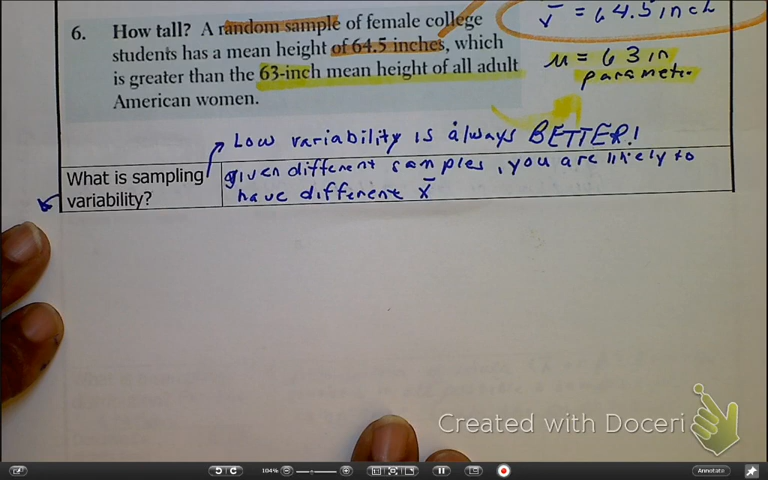 6. How tall? A random sample of female college
students has a mean height of 64.5 inches, which
is greater than the 63-inch mean height of all adult
American women.
x̄ = 64.5 inch
μ = 63 in
Low variability is always BETTER!
What is sampling
variability?
given different samples, you are likely to
have different x̄
Created with Doceri
104%
Annotate